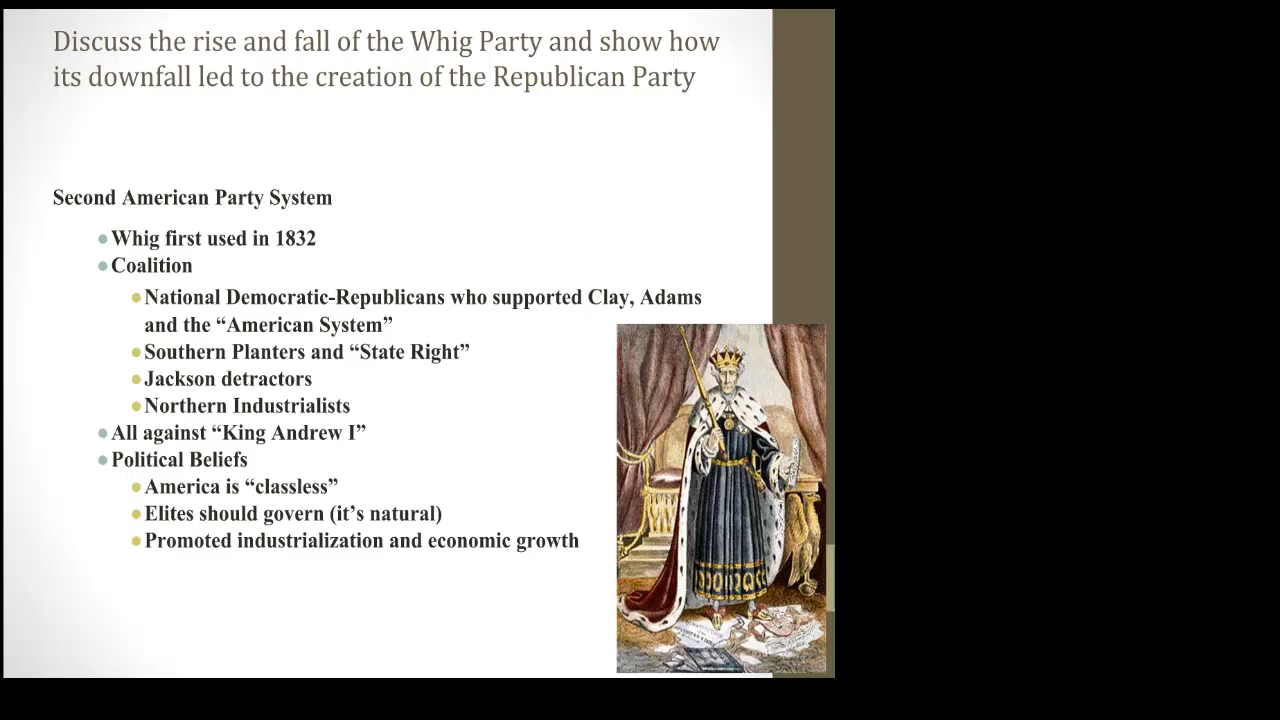 Discuss the rise and fall of the Whig Party and show how
its downfall led to the creation of the Republican Party
Second American Party System
Whig first used in 1832
Coalition
National Democratic-Republicans who supported Clay, Adams
and the “American System”
Southern Planters and “State Right”
Jackson detractors
Northern Industrialists
All against “King Andrew I”
Political Beliefs
America is “classless”
Elites should govern (it’s natural)
Promoted industrialization and economic growth